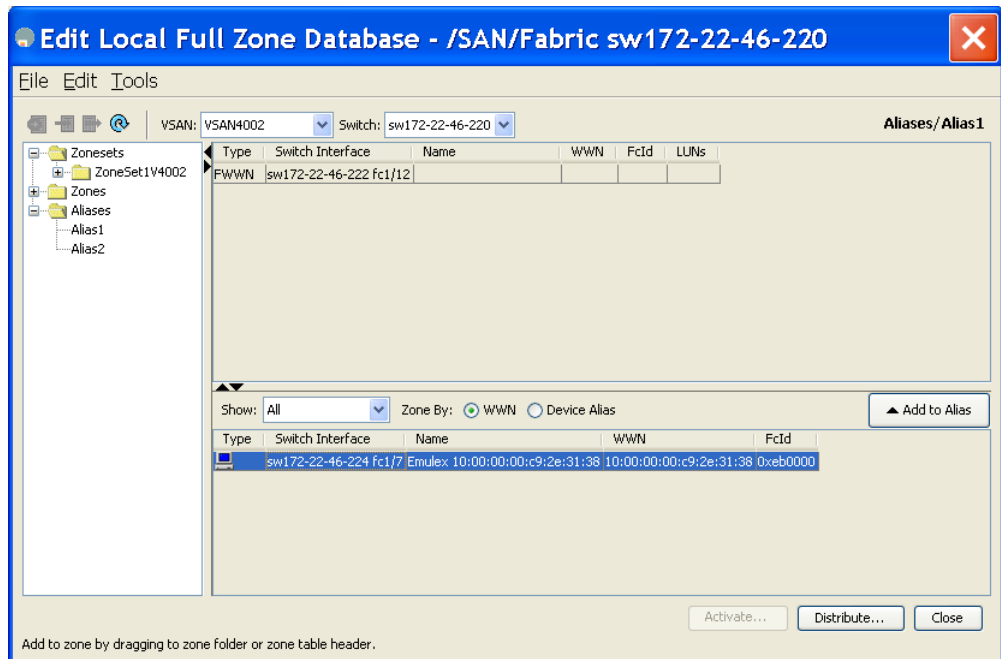 Edit Local Full Zone Database - /SAN/Fabric sw172-22-46-220
File Edit Tools
VSAN: VSAN4002 Switch: sw172-22-46-220 Aliases/Alias1
Zonesets
ZoneSet1V4002
Zones
Aliases
Alias1
Alias2
Type Switch Interface Name WWN FcId LUNs
FWWN sw172-22-46-222 fc1/12
Show: All Zone By: WWN Device Alias Add to Alias
Type Switch Interface Name WWN FcId
sw172-22-46-224 fc1/7 Emulex 10:00:00:00:c9:2e:31:38 10:00:00:00:c9:2e:31:38 0xeb0000
Activate... Distribute... Close
Add to zone by dragging to zone folder or zone table header.